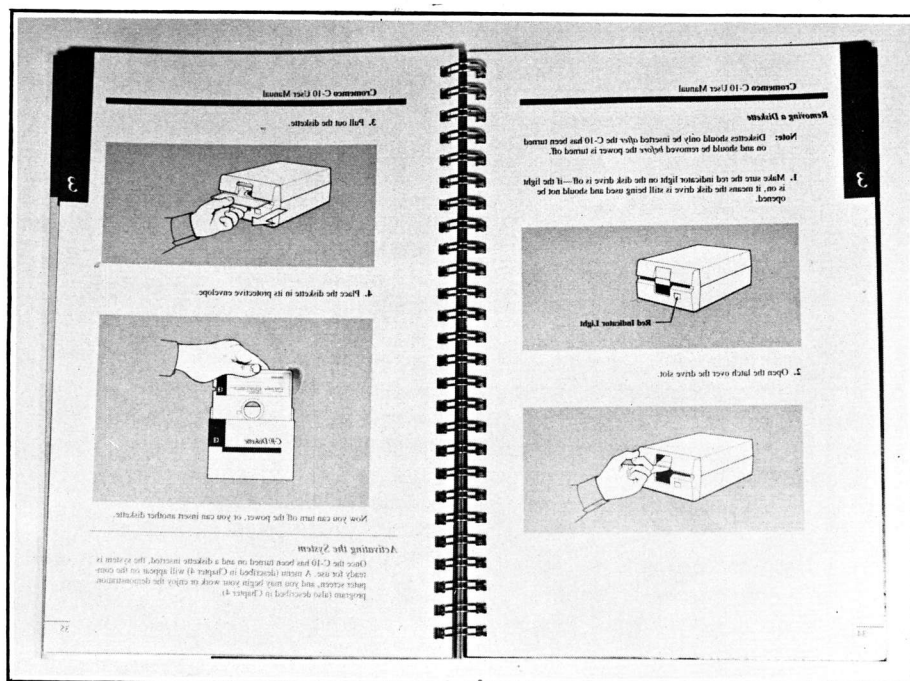 Cromemco C-10 User Manual
Removing a Diskette
Note: Diskettes should only be inserted after the C-10 has been turned
on and should be removed before the power is turned off.
3
1. Make sure the red indicator light on the disk drive is off—if the light
is on, it means the disk drive is still being used and should not be
opened.
Red Indicator Light
2. Open the latch over the drive slot.
34
Cromemco C-10 User Manual
3. Pull out the diskette.
3
4. Place the diskette in its protective envelope.
C-10 Diskette
Now you can turn off the power, or you can insert another diskette.
Activating the System
Once the C-10 has been turned on and a diskette inserted, the system is
ready for use. A menu (described in Chapter 4) will appear on the com-
puter screen, and you may begin your work or enjoy the demonstration
program (also described in Chapter 4).
35